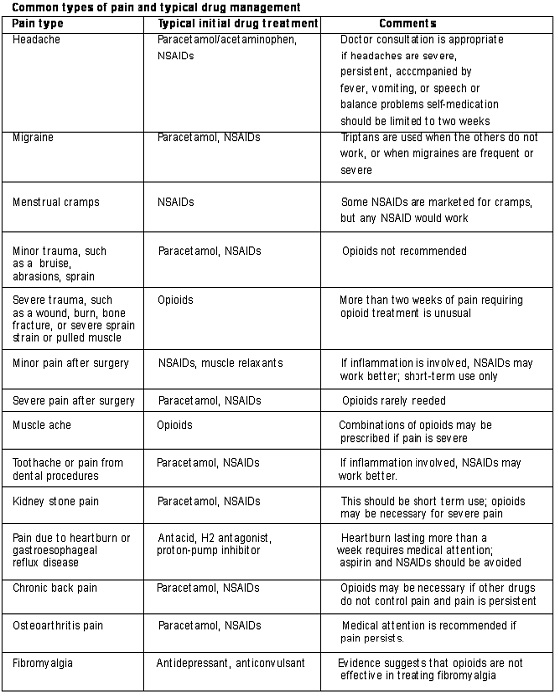 Common types of pain and typical drug management
Pain type Typical initial drug treatment Comments
Headache Paracetamol/acetaminophen, Doctor consultation is appropriate
NSAIDs if headaches are severe,
persistent, accompanied by
fever, vomiting, or speech or
balance problems self-medication
should be limited to two weeks
Migraine Paracetamol, NSAIDs Triptans are used when the others do not
work, or when migraines are frequent or
severe
Menstrual cramps NSAIDs Some NSAIDs are marketed for cramps,
but any NSAID would work
Minor trauma, such Paracetamol, NSAIDs Opioids not recommended
as a bruise,
abrasions, sprain
Severe trauma, such Opioids More than two weeks of pain requiring
as a wound, burn, bone opioid treatment is unusual
fracture, or severe sprain
strain or pulled muscle
Minor pain after surgery NSAIDs, muscle relaxants If inflammation is involved, NSAIDs may
work better; short-term use only
Severe pain after surgery Paracetamol, NSAIDs Opioids rarely needed
Muscle ache Opioids Combinations of opioids may be
prescribed if pain is severe
Toothache or pain from Paracetamol, NSAIDs If inflammation involved, NSAIDs may
dental procedures work better.
Kidney stone pain Paracetamol, NSAIDs This should be short term use; opioids
may be necessary for severe pain
Pain due to heartburn or Antacid, H2 antagonist, Heartburn lasting more than a
gastroesophageal proton-pump inhibitor week requires medical attention;
reflux disease aspirin and NSAIDs should be avoided
Chronic back pain Paracetamol, NSAIDs Opioids may be necessary if other drugs
do not control pain and pain is persistent
Osteoarthritis pain Paracetamol, NSAIDs Medical attention is recommended if
pain persists.
Fibromyalgia Antidepressant, anticonvulsant Evidence suggests that opioids are not
effective in treating fibromyalgia